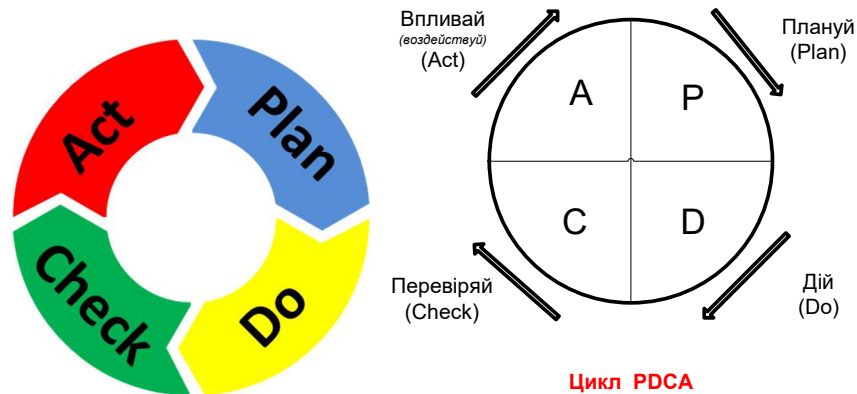 Act
Plan
Check
Do
Впливай
(воздействуй)
(Act)
Плануй
(Plan)
A
P
C
D
Перевіряй
(Check)
Дій
(Do)
Цикл PDCA